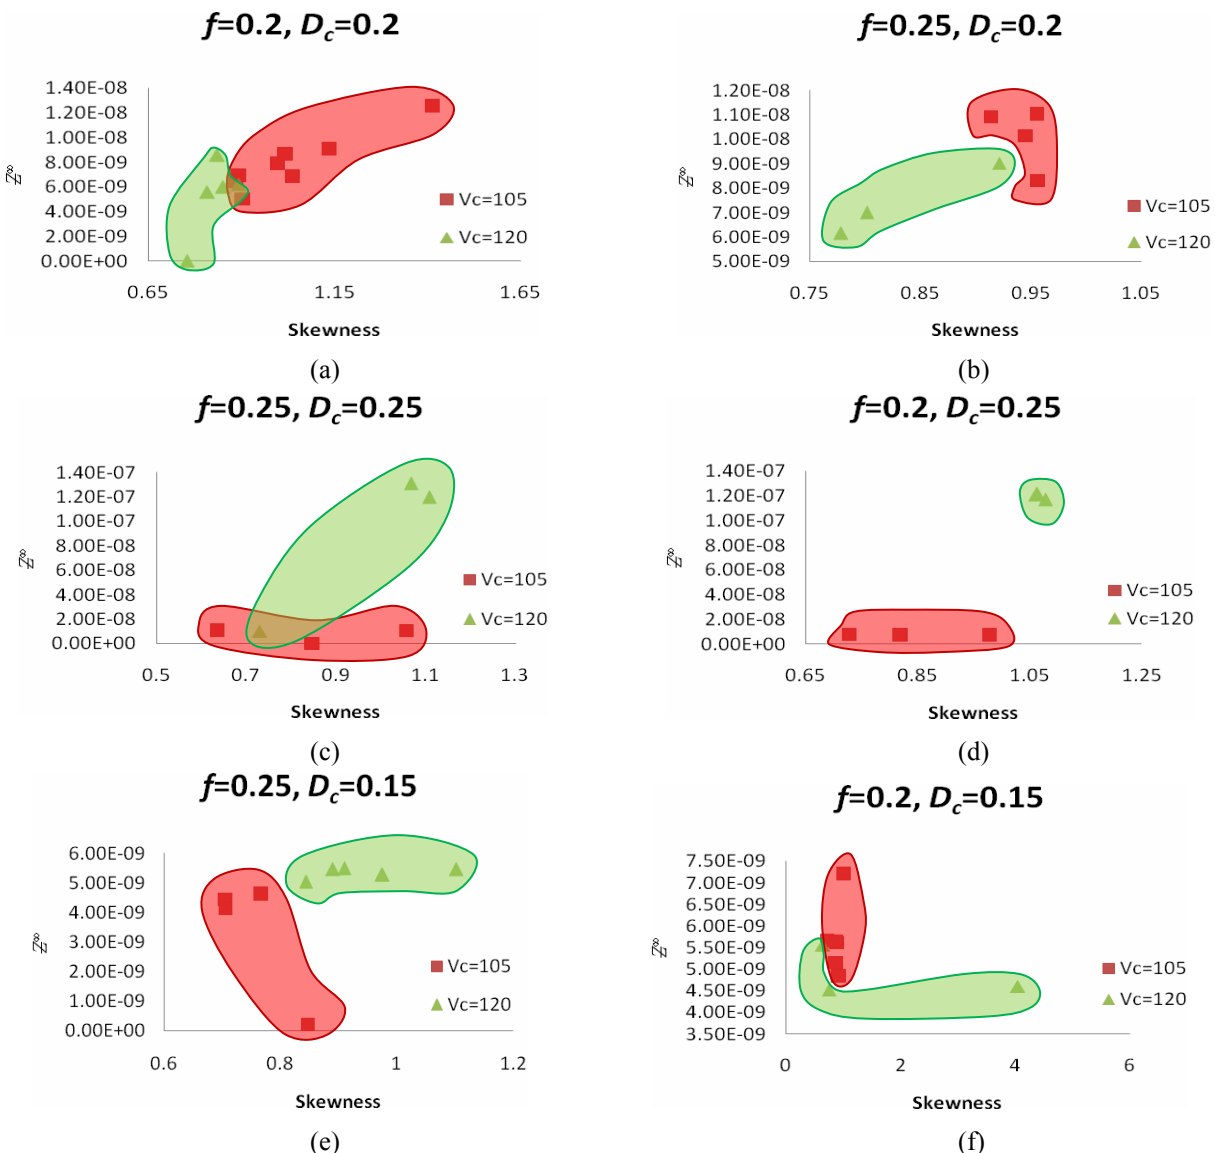 f=0.2, Dc=0.2
1.40E-08
1.20E-08
1.00E-08
8.00E-09
6.00E-09
4.00E-09
2.00E-09
0.00E+00
0.65 1.15 1.65
Skewness
Vc=105
Vc=120
(a)
f=0.25, Dc=0.2
1.20E-08
1.10E-08
1.00E-08
9.00E-09
8.00E-09
7.00E-09
6.00E-09
5.00E-09
0.75 0.85 0.95 1.05
Skewness
Vc=105
Vc=120
(b)
f=0.25, Dc=0.25
1.40E-07
1.20E-07
1.00E-07
8.00E-08
6.00E-08
4.00E-08
2.00E-08
0.00E+00
0.5 0.7 0.9 1.1 1.3
Skewness
Vc=105
Vc=120
(c)
f=0.2, Dc=0.25
1.40E-07
1.20E-07
1.00E-07
8.00E-08
6.00E-08
4.00E-08
2.00E-08
0.00E+00
0.65 0.85 1.05 1.25
Skewness
Vc=105
Vc=120
(d)
f=0.25, Dc=0.15
6.00E-09
5.00E-09
4.00E-09
3.00E-09
2.00E-09
1.00E-09
0.00E+00
0.6 0.8 1 1.2
Skewness
Vc=105
Vc=120
(e)
f=0.2, Dc=0.15
7.50E-09
7.00E-09
6.50E-09
6.00E-09
5.50E-09
5.00E-09
4.50E-09
4.00E-09
3.50E-09
0 2 4 6
Skewness
Vc=105
Vc=120
(f)